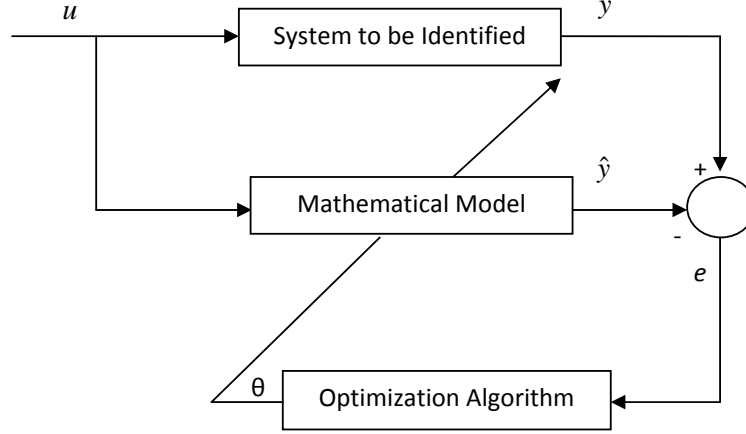 u
System to be Identified
y
Mathematical Model
ŷ
+
-
e
θ
Optimization Algorithm